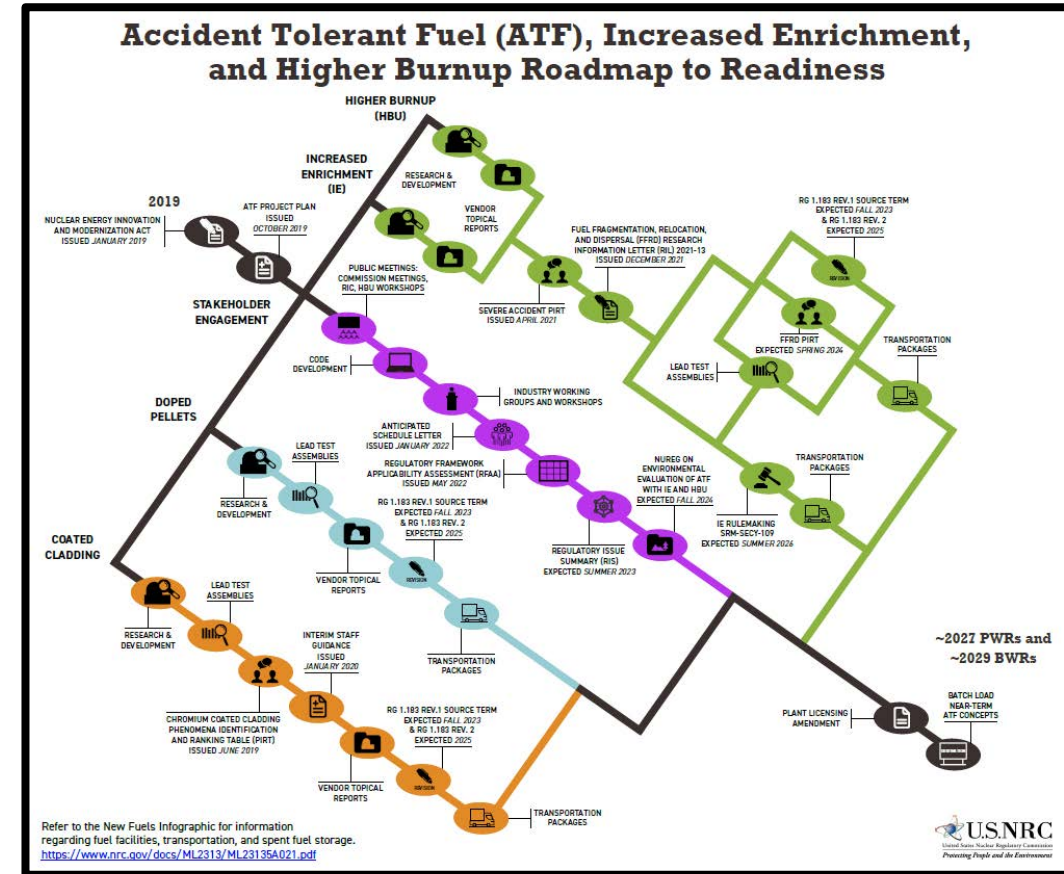 Accident Tolerant Fuel (ATF), Increased Enrichment,
and Higher Burnup Roadmap to Readiness
HIGHER BURNUP
(HBU)
INCREASED
ENRICHMENT
(IE)
RESEARCH &
DEVELOPMENT
VENDOR
TOPICAL
REPORTS
2019
NUCLEAR ENERGY INNOVATION
AND MODERNIZATION ACT
ISSUED JANUARY 2019
ATF PROJECT PLAN
ISSUED
OCTOBER 2019
STAKEHOLDER
ENGAGEMENT
PUBLIC MEETINGS:
COMMISSION MEETINGS,
RIC, HBU WORKSHOPS
FUEL FRAGMENTATION, RELOCATION,
AND DISPERSAL (FFRD) RESEARCH
INFORMATION LETTER (RIL) 2021-13
ISSUED DECEMBER 2021
SEVERE ACCIDENT PIRT
ISSUED APRIL 2021
RG 1.183 REV.1 SOURCE TERM
EXPECTED FALL 2023
& RG 1.183 REV. 2
EXPECTED 2025
REVISION
FFRD PIRT
EXPECTED SPRING 2024
TRANSPORTATION
PACKAGES
LEAD TEST
ASSEMBLIES
CODE
DEVELOPMENT
INDUSTRY WORKING
GROUPS AND WORKSHOPS
ANTICIPATED
SCHEDULE LETTER
ISSUED JANUARY 2022
REGULATORY FRAMEWORK
APPLICABILITY ASSESSMENT (RFAA)
ISSUED MAY 2022
NUREG ON
ENVIRONMENTAL
EVALUATION OF ATF
WITH IE AND HBU
EXPECTED FALL 2024
REGULATORY ISSUE
SUMMARY (RIS)
EXPECTED SUMMER 2023
TRANSPORTATION
PACKAGES
IE RULEMAKING
SRM-SECY-109
EXPECTED SUMMER 2026
DOPED
PELLETS
LEAD TEST
ASSEMBLIES
RESEARCH &
DEVELOPMENT
RG 1.183 REV.1 SOURCE TERM
EXPECTED FALL 2023
& RG 1.183 REV. 2
EXPECTED 2025
VENDOR TOPICAL
REPORTS
REVISION
TRANSPORTATION
PACKAGES
COATED
CLADDING
LEAD TEST
ASSEMBLIES
RESEARCH &
DEVELOPMENT
INTERIM STAFF
GUIDANCE
ISSUED
JANUARY 2020
CHROMIUM COATED CLADDING
PHENOMENA IDENTIFICATION
AND RANKING TABLE (PIRT)
ISSUED JUNE 2019
RG 1.183 REV.1 SOURCE TERM
EXPECTED FALL 2023
& RG 1.183 REV. 2
EXPECTED 2025
VENDOR TOPICAL
REPORTS
REVISION
TRANSPORTATION
PACKAGES
~2027 PWRs and
~2029 BWRs
PLANT LICENSING
AMENDMENT
BATCH LOAD
NEAR-TERM
ATF CONCEPTS
Refer to the New Fuels Infographic for information
regarding fuel facilities, transportation, and spent fuel storage.
https://www.nrc.gov/docs/ML2313/ML23135A021.pdf
U.S.NRC
United States Nuclear Regulatory Commission
Protecting People and the Environment